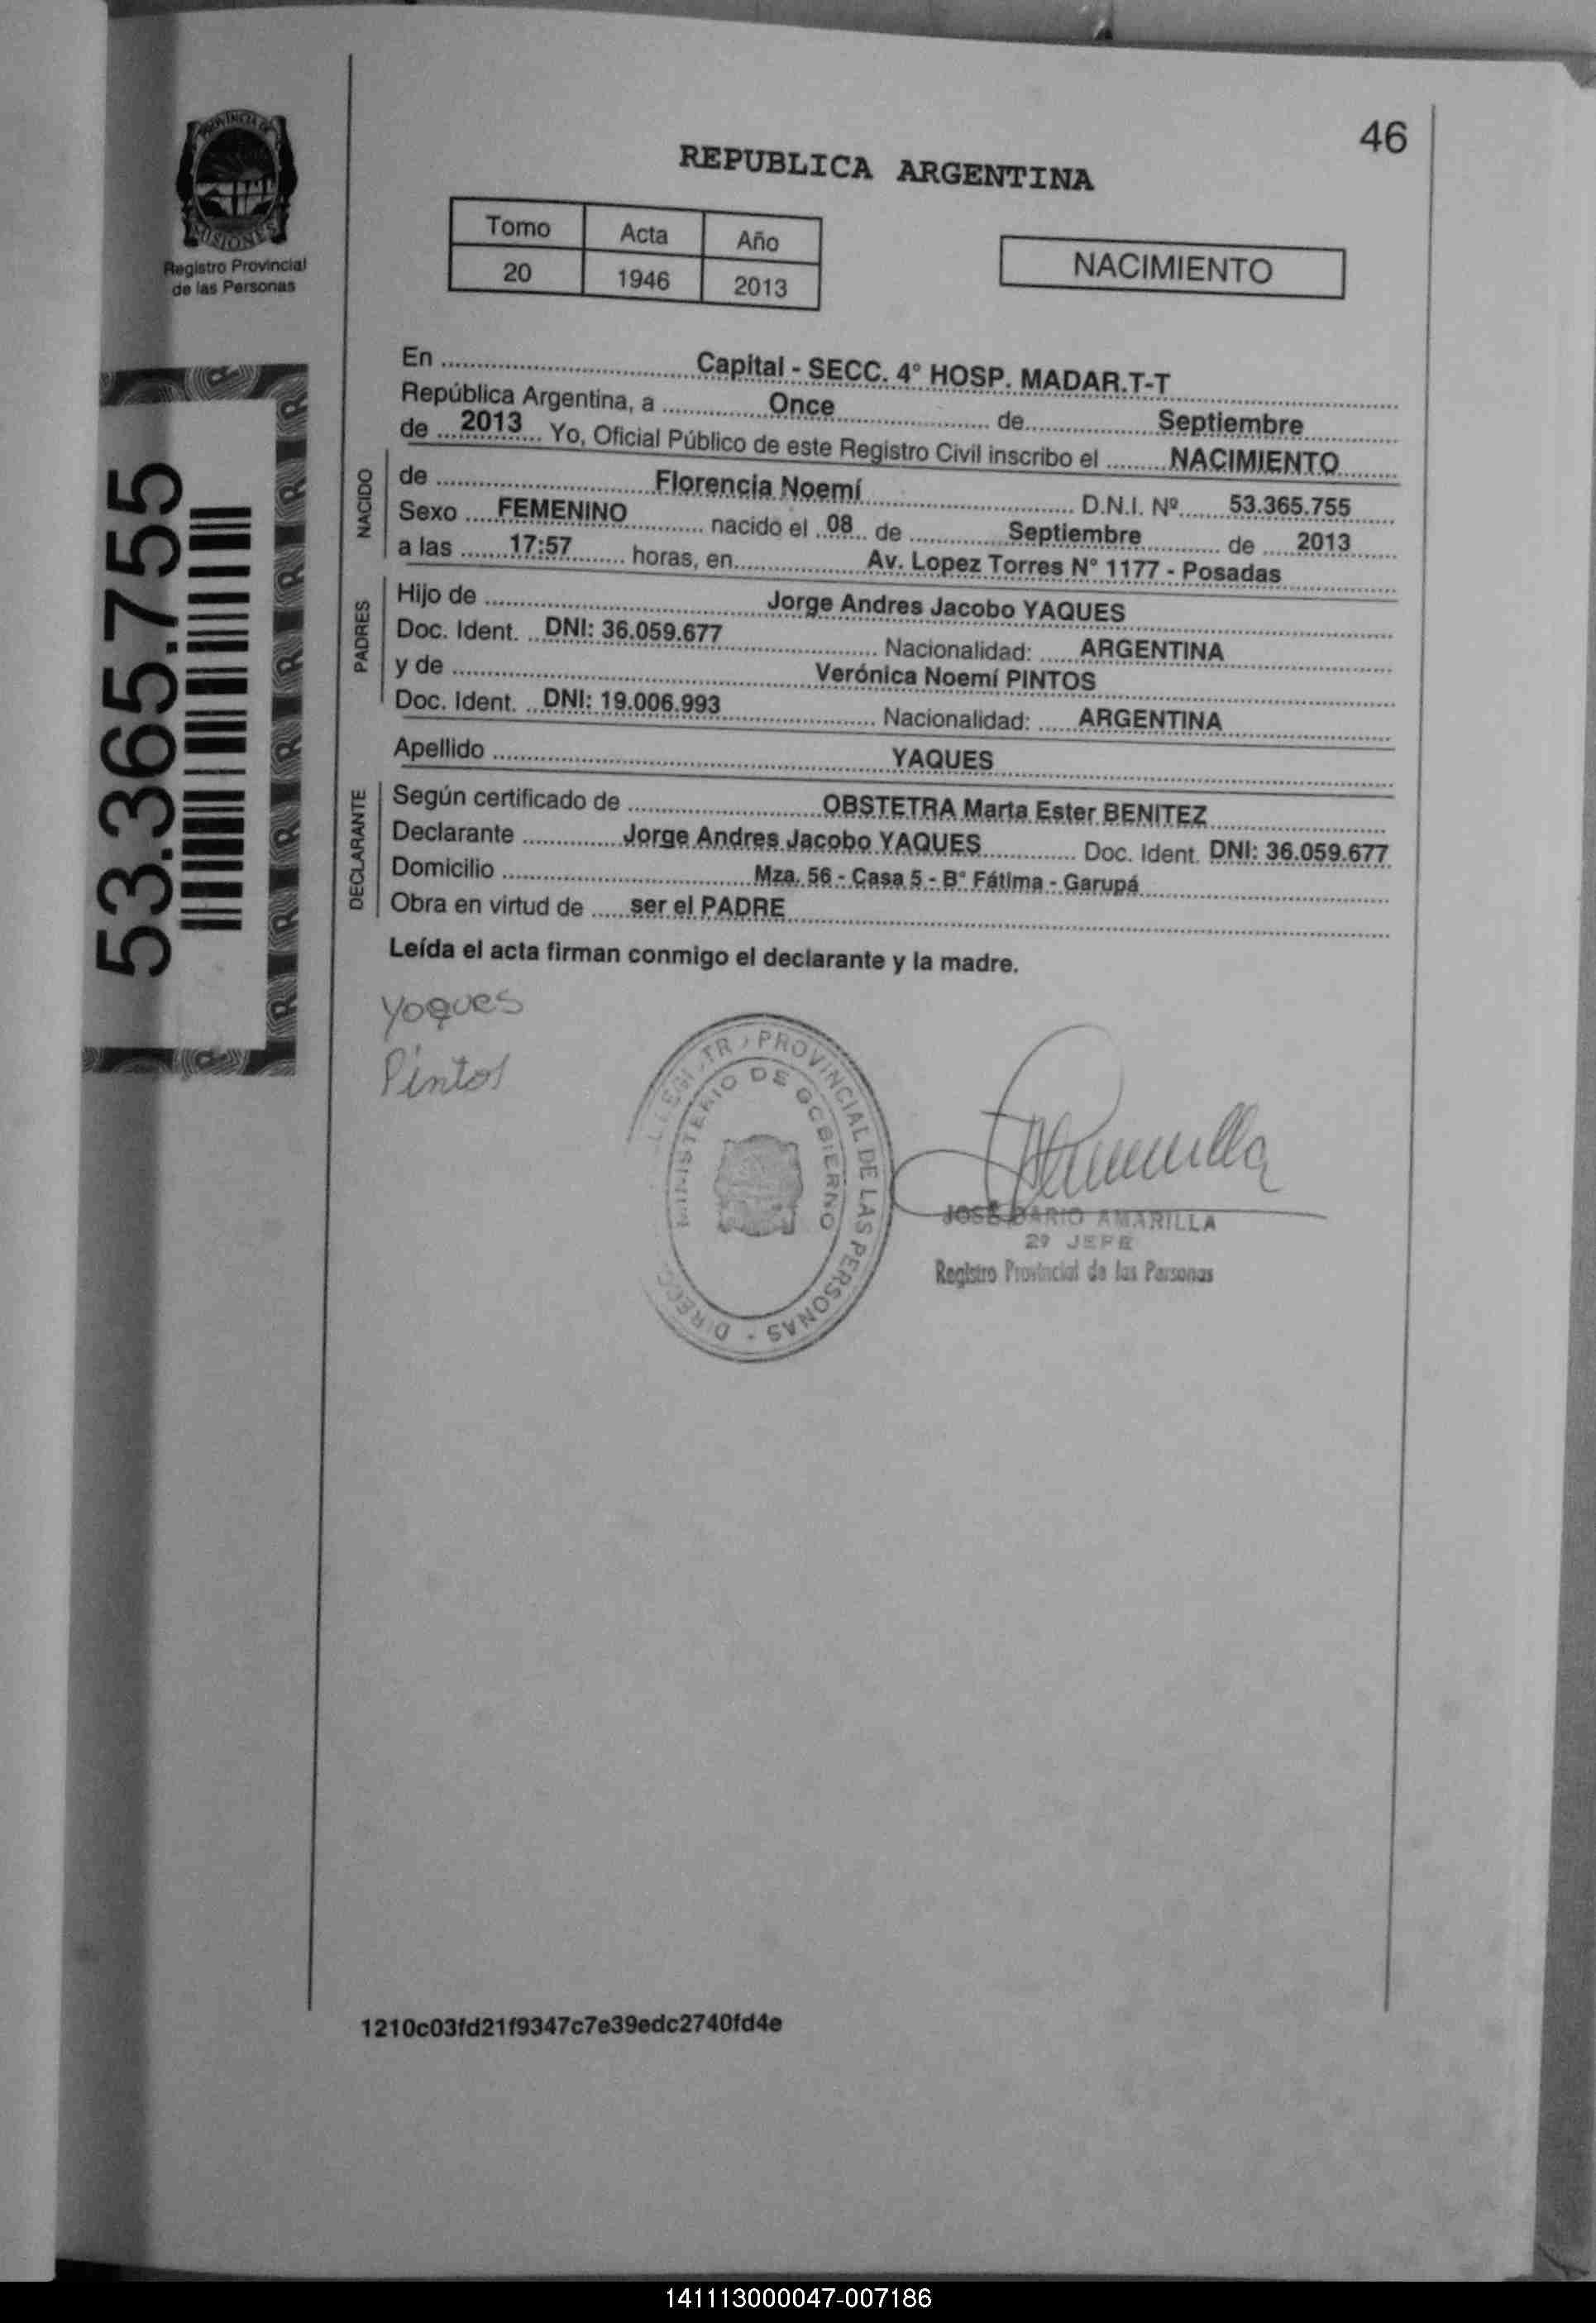 46
REPUBLICA ARGENTINA
PROVINCIA DE
MISIONES
Registro Provincial
de las Personas
Tomo Acta Año
20 1946 2013
NACIMIENTO
En Capital - SECC. 4° HOSP. MADAR.T-T
República Argentina, a Once de Septiembre
de 2013 Yo, Oficial Público de este Registro Civil inscribo el NACIMIENTO
NACIDO
de Florencia Noemí D.N.I. Nº 53.365.755
Sexo FEMENINO nacido el 08 de Septiembre de 2013
a las 17:57 horas, en Av. Lopez Torres N° 1177 - Posadas
PADRES
Hijo de Jorge Andres Jacobo YAQUES
Doc. Ident. DNI: 36.059.677 Nacionalidad: ARGENTINA
y de Verónica Noemí PINTOS
Doc. Ident. DNI: 19.006.993 Nacionalidad: ARGENTINA
Apellido YAQUES
DECLARANTE
Según certificado de OBSTETRA Marta Ester BENITEZ
Declarante Jorge Andres Jacobo YAQUES Doc. Ident. DNI: 36.059.677
Domicilio Mza. 56 - Casa 5 - B° Fátima - Garupá
Obra en virtud de ser el PADRE
Leída el acta firman conmigo el declarante y la madre.
53.365.755
Yaques
Pintos
PROVINCIAL DE LAS PERSONAS
MINISTERIO DE GOBIERNO
JOSE DARIO AMARILLA
2º JEFE
Registro Provincial de las Personas
1210c03fd21f9347c7e39edc2740fd4e
141113000047-007186